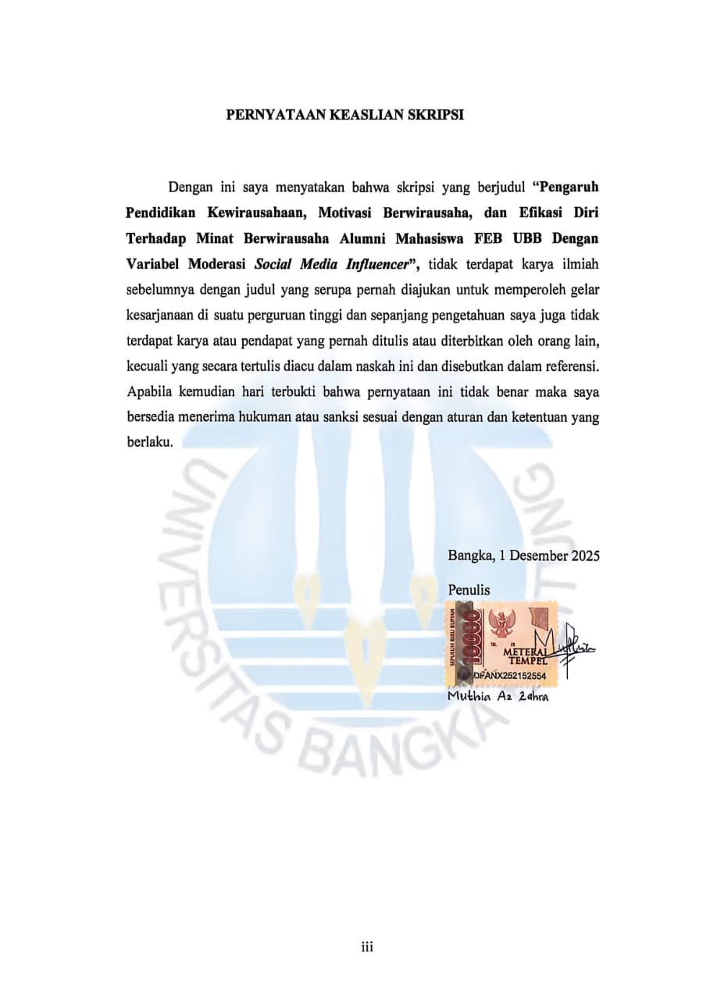 PERNYATAAN KEASLIAN SKRIPSI
Dengan ini saya menyatakan bahwa skripsi yang berjudul “Pengaruh
Pendidikan Kewirausahaan, Motivasi Berwirausaha, dan Efikasi Diri
Terhadap Minat Berwirausaha Alumni Mahasiswa FEB UBB Dengan
Variabel Moderasi Social Media Influencer”, tidak terdapat karya ilmiah
sebelumnya dengan judul yang serupa pernah diajukan untuk memperoleh gelar
kesarjanaan di suatu perguruan tinggi dan sepanjang pengetahuan saya juga tidak
terdapat karya atau pendapat yang pernah ditulis atau diterbitkan oleh orang lain,
kecuali yang secara tertulis diacu dalam naskah ini dan disebutkan dalam referensi.
Apabila kemudian hari terbukti bahwa pernyataan ini tidak benar maka saya
bersedia menerima hukuman atau sanksi sesuai dengan aturan dan ketentuan yang
berlaku.
UNIVERSITAS BANGKA
Bangka, 1 Desember 2025
Penulis
SEPULUH RIBU RUPIAH
10000
METERAI
TEMPEL
DFANX252152554
Muthia Az Zahra
iii